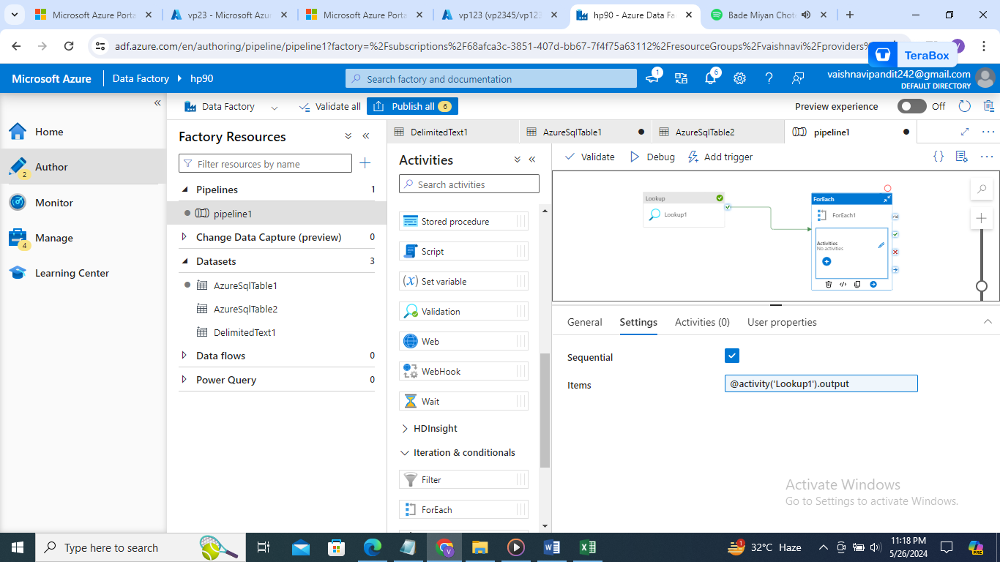 Microsoft Azure Porta
vp23 - Microsoft Azu
Microsoft Azure Porta
vp123 (vp2345/vp123
hp90 - Azure Data Fa
Bade Miyan Chot
adf.azure.com/en/authoring/pipeline/pipeline1?factory=%2Fsubscriptions%2F68afca3c-3851-407d-bb67-7f4f75a63112%2FresourceGroups%2Fvaishnavi%2Fproviders%
TeraBox
Microsoft Azure
Data Factory
hp90
Search factory and documentation
1
6
vaishnavipandit242@gmail.com
DEFAULT DIRECTORY
Data Factory
Validate all
Publish all 6
Preview experience
Off
Home
Author
2
Monitor
Manage
4
Learning Center
Factory Resources
Filter resources by name
Pipelines 1
pipeline1
Change Data Capture (preview) 0
Datasets 3
AzureSqlTable1
AzureSqlTable2
DelimitedText1
Data flows 0
Power Query 0
DelimitedText1
AzureSqlTable1
AzureSqlTable2
pipeline1
Activities
Search activities
Stored procedure
Script
(x) Set variable
Validation
Web
WebHook
Wait
HDInsight
Iteration & conditionals
Filter
ForEach
Validate
Debug
Add trigger
{}
Lookup
Lookup1
ForEach
ForEach1
Activities
No activities
General
Settings
Activities (0)
User properties
Sequential
Items
@activity('Lookup1').output
Activate Windows
Go to Settings to activate Windows.
Type here to search
1
32°C Haze
11:18 PM
5/26/2024
PRE